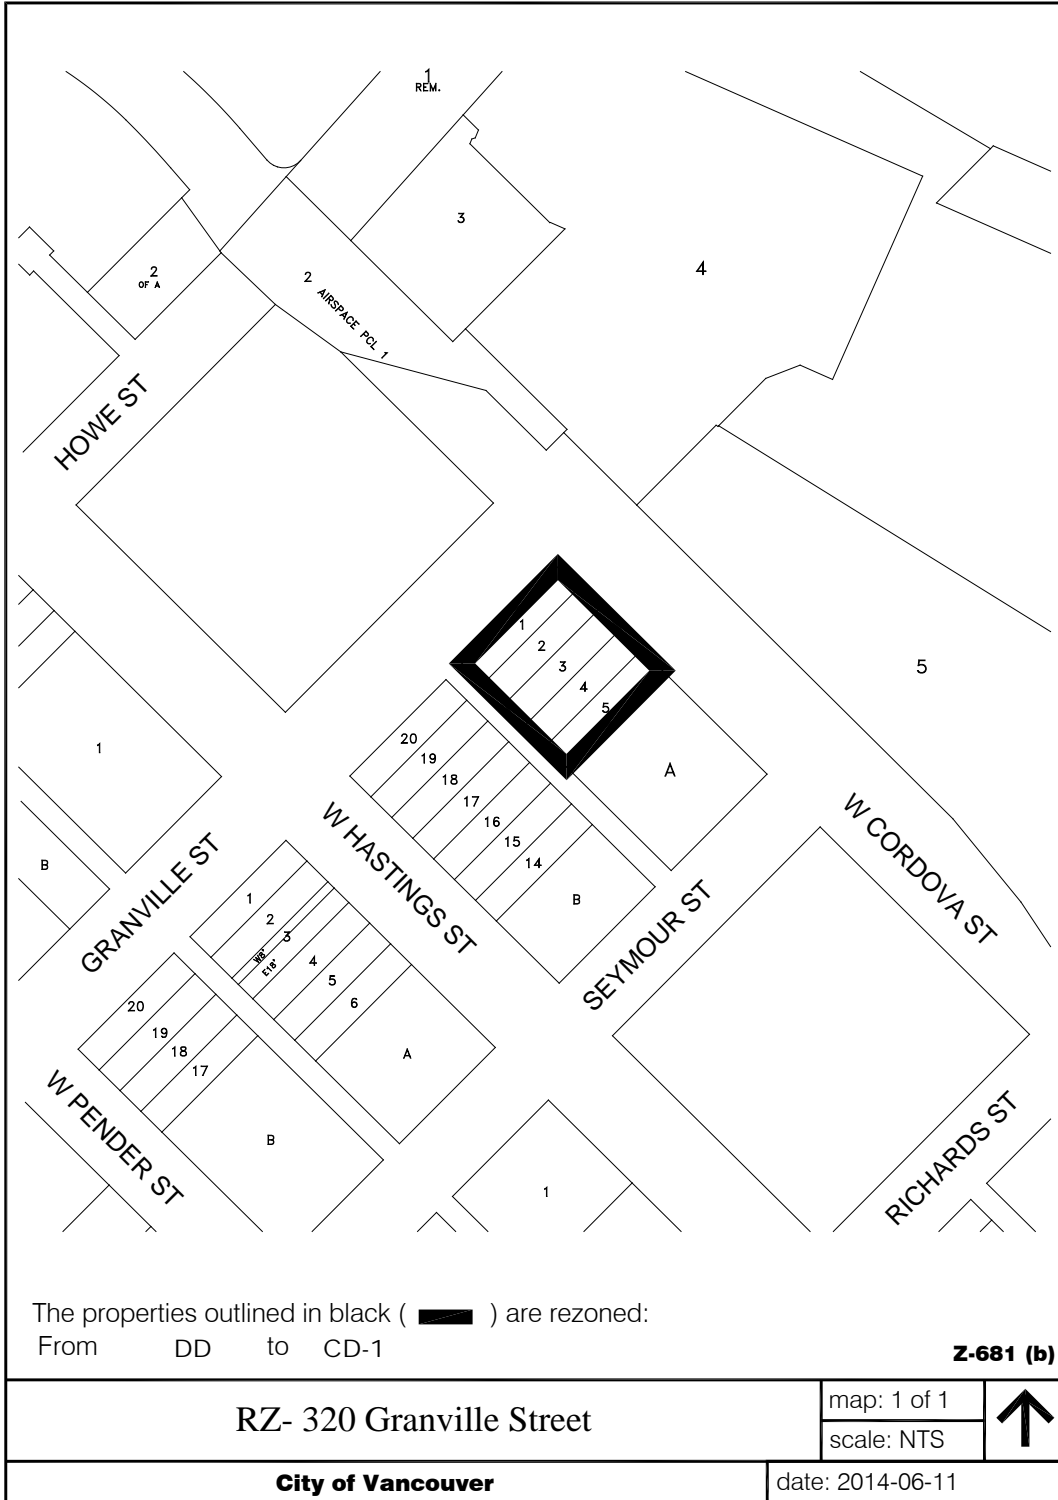 1
REM.
3
4
2
OF A
2
AIRSPACE PCL 1
HOWE ST
1
2
3
4
5
5
1
20
19
18
17
16
15
14
B
A
W HASTINGS ST
W CORDOVA ST
B
GRANVILLE ST
SEYMOUR ST
1
2
3
W8'
E18'
4
5
6
A
20
19
18
17
B
W PENDER ST
1
RICHARDS ST
The properties outlined in black ( ) are rezoned:
From DD to CD-1
Z-681 (b)
RZ- 320 Granville Street
map: 1 of 1
scale: NTS
City of Vancouver
date: 2014-06-11